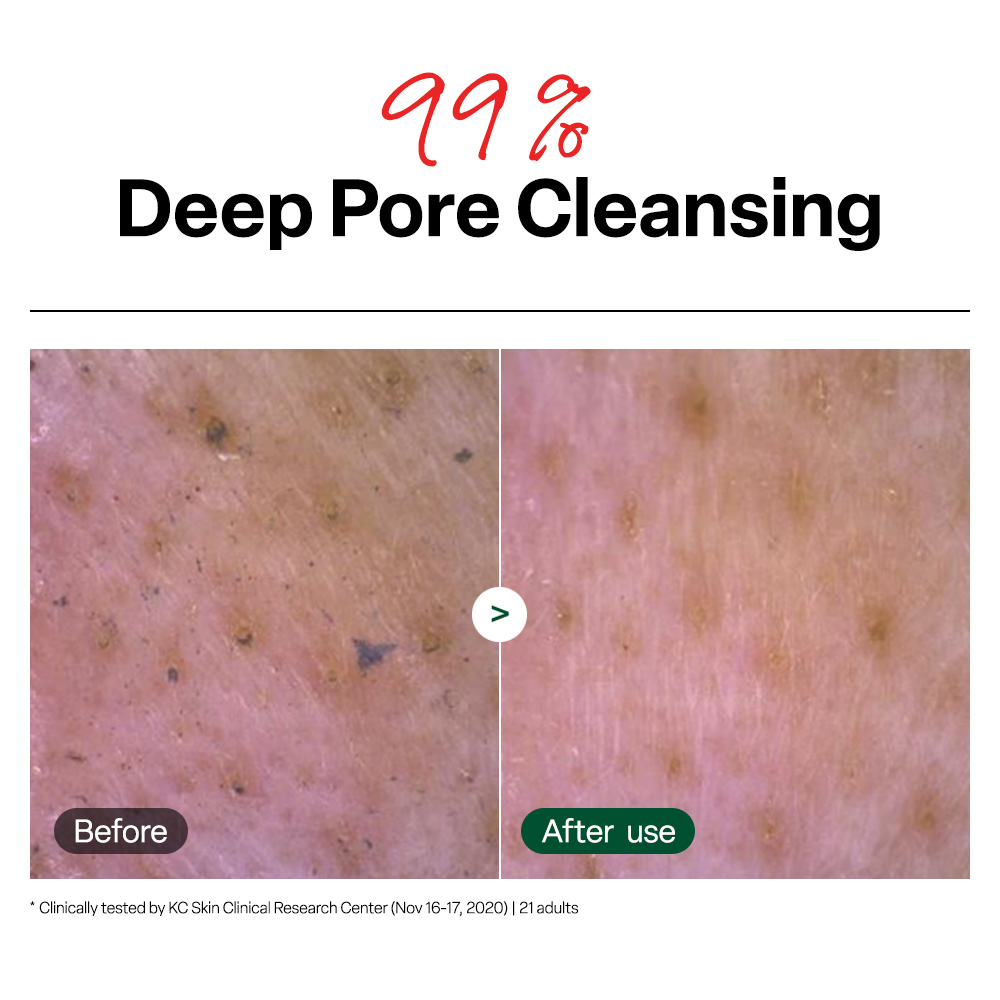 99%
Deep Pore Cleansing
>
Before
After use
* Clinically tested by KC Skin Clinical Research Center (Nov 16-17, 2020) | 21 adults